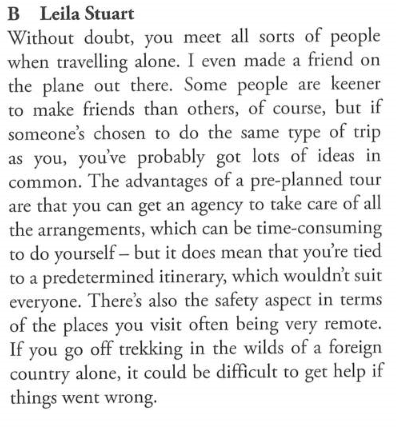 B Leila Stuart
Without doubt, you meet all sorts of people
when travelling alone. I even made a friend on
the plane out there. Some people are keener
to make friends than others, of course, but if
someone's chosen to do the same type of trip
as you, you've probably got lots of ideas in
common. The advantages of a pre-planned tour
are that you can get an agency to take care of all
the arrangements, which can be time-consuming
to do yourself – but it does mean that you're tied
to a predetermined itinerary, which wouldn't suit
everyone. There's also the safety aspect in terms
of the places you visit often being very remote.
If you go off trekking in the wilds of a foreign
country alone, it could be difficult to get help if
things went wrong.